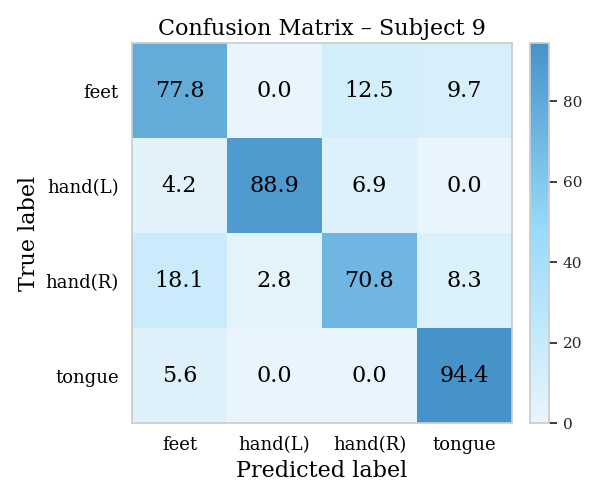 Confusion Matrix – Subject 9
feet 77.8 0.0 12.5 9.7
hand(L) 4.2 88.9 6.9 0.0
hand(R) 18.1 2.8 70.8 8.3
tongue 5.6 0.0 0.0 94.4
feet hand(L) hand(R) tongue
Predicted label
True label
80
60
40
20
0